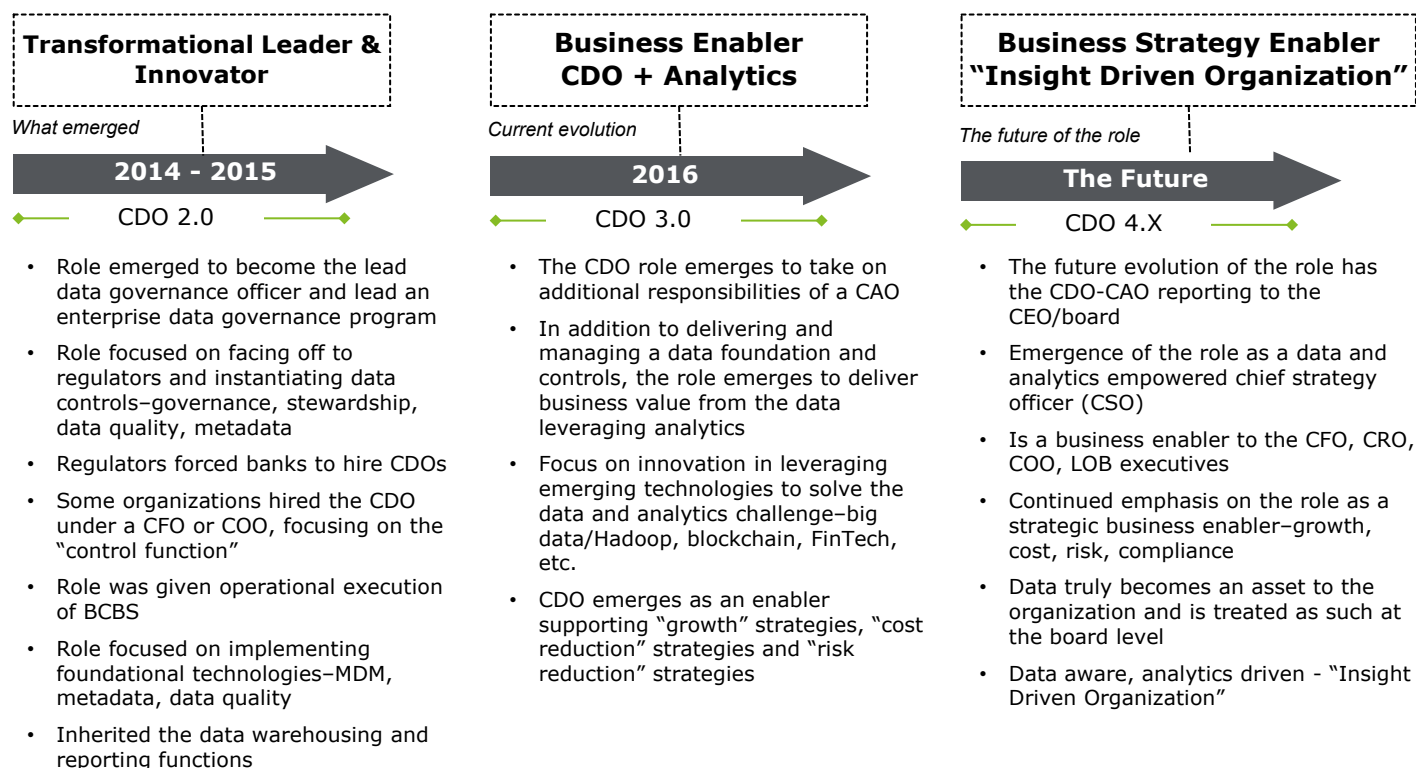 Transformational Leader &
Innovator
What emerged
2014 - 2015
CDO 2.0
• Role emerged to become the lead
data governance officer and lead an
enterprise data governance program
• Role focused on facing off to
regulators and instantiating data
controls–governance, stewardship,
data quality, metadata
• Regulators forced banks to hire CDOs
• Some organizations hired the CDO
under a CFO or COO, focusing on the
“control function”
• Role was given operational execution
of BCBS
• Role focused on implementing
foundational technologies–MDM,
metadata, data quality
• Inherited the data warehousing and
reporting functions
Business Enabler
CDO + Analytics
Current evolution
2016
CDO 3.0
• The CDO role emerges to take on
additional responsibilities of a CAO
• In addition to delivering and
managing a data foundation and
controls, the role emerges to deliver
business value from the data
leveraging analytics
• Focus on innovation in leveraging
emerging technologies to solve the
data and analytics challenge–big
data/Hadoop, blockchain, FinTech,
etc.
• CDO emerges as an enabler
supporting “growth” strategies, “cost
reduction” strategies and “risk
reduction” strategies
Business Strategy Enabler
“Insight Driven Organization”
The future of the role
The Future
CDO 4.X
• The future evolution of the role has
the CDO-CAO reporting to the
CEO/board
• Emergence of the role as a data and
analytics empowered chief strategy
officer (CSO)
• Is a business enabler to the CFO, CRO,
COO, LOB executives
• Continued emphasis on the role as a
strategic business enabler–growth,
cost, risk, compliance
• Data truly becomes an asset to the
organization and is treated as such at
the board level
• Data aware, analytics driven - “Insight
Driven Organization”